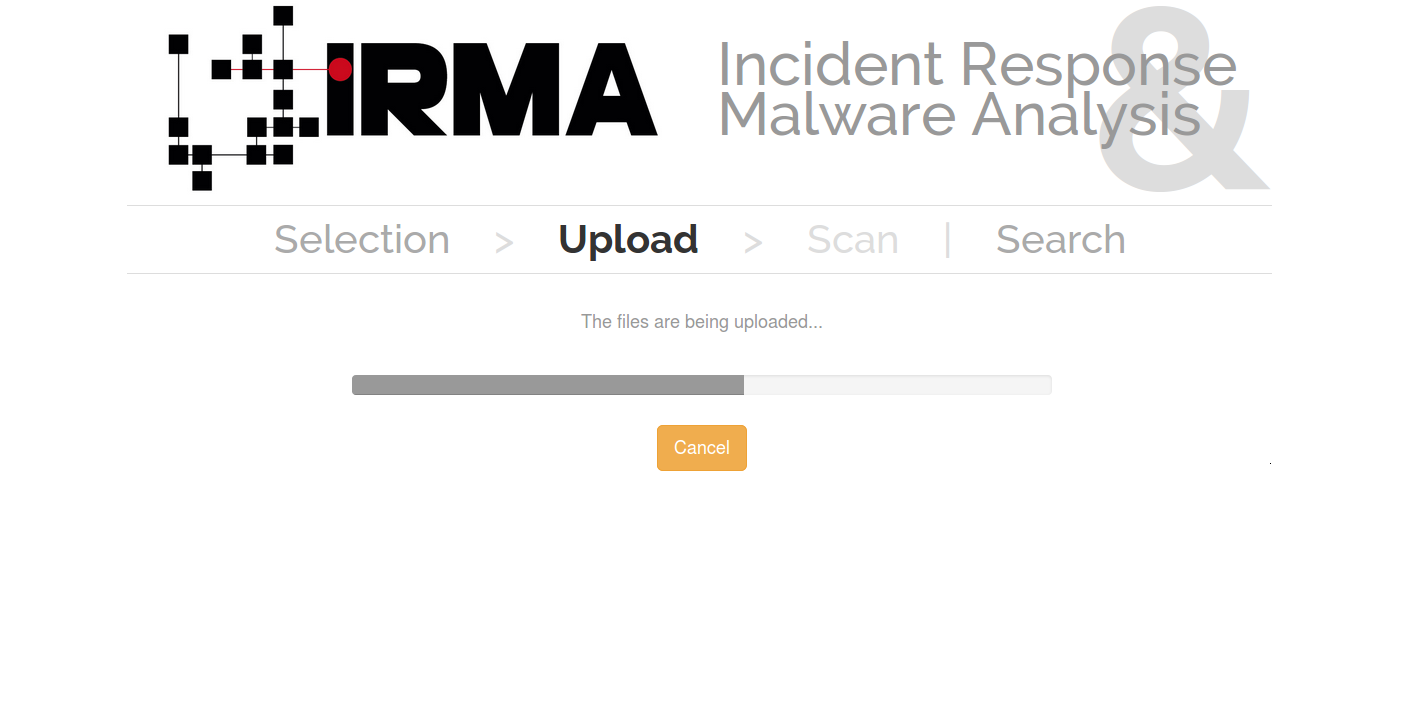 iRMA
Incident Response
Malware Analysis
&
Selection > Upload > Scan | Search
The files are being uploaded...
Cancel